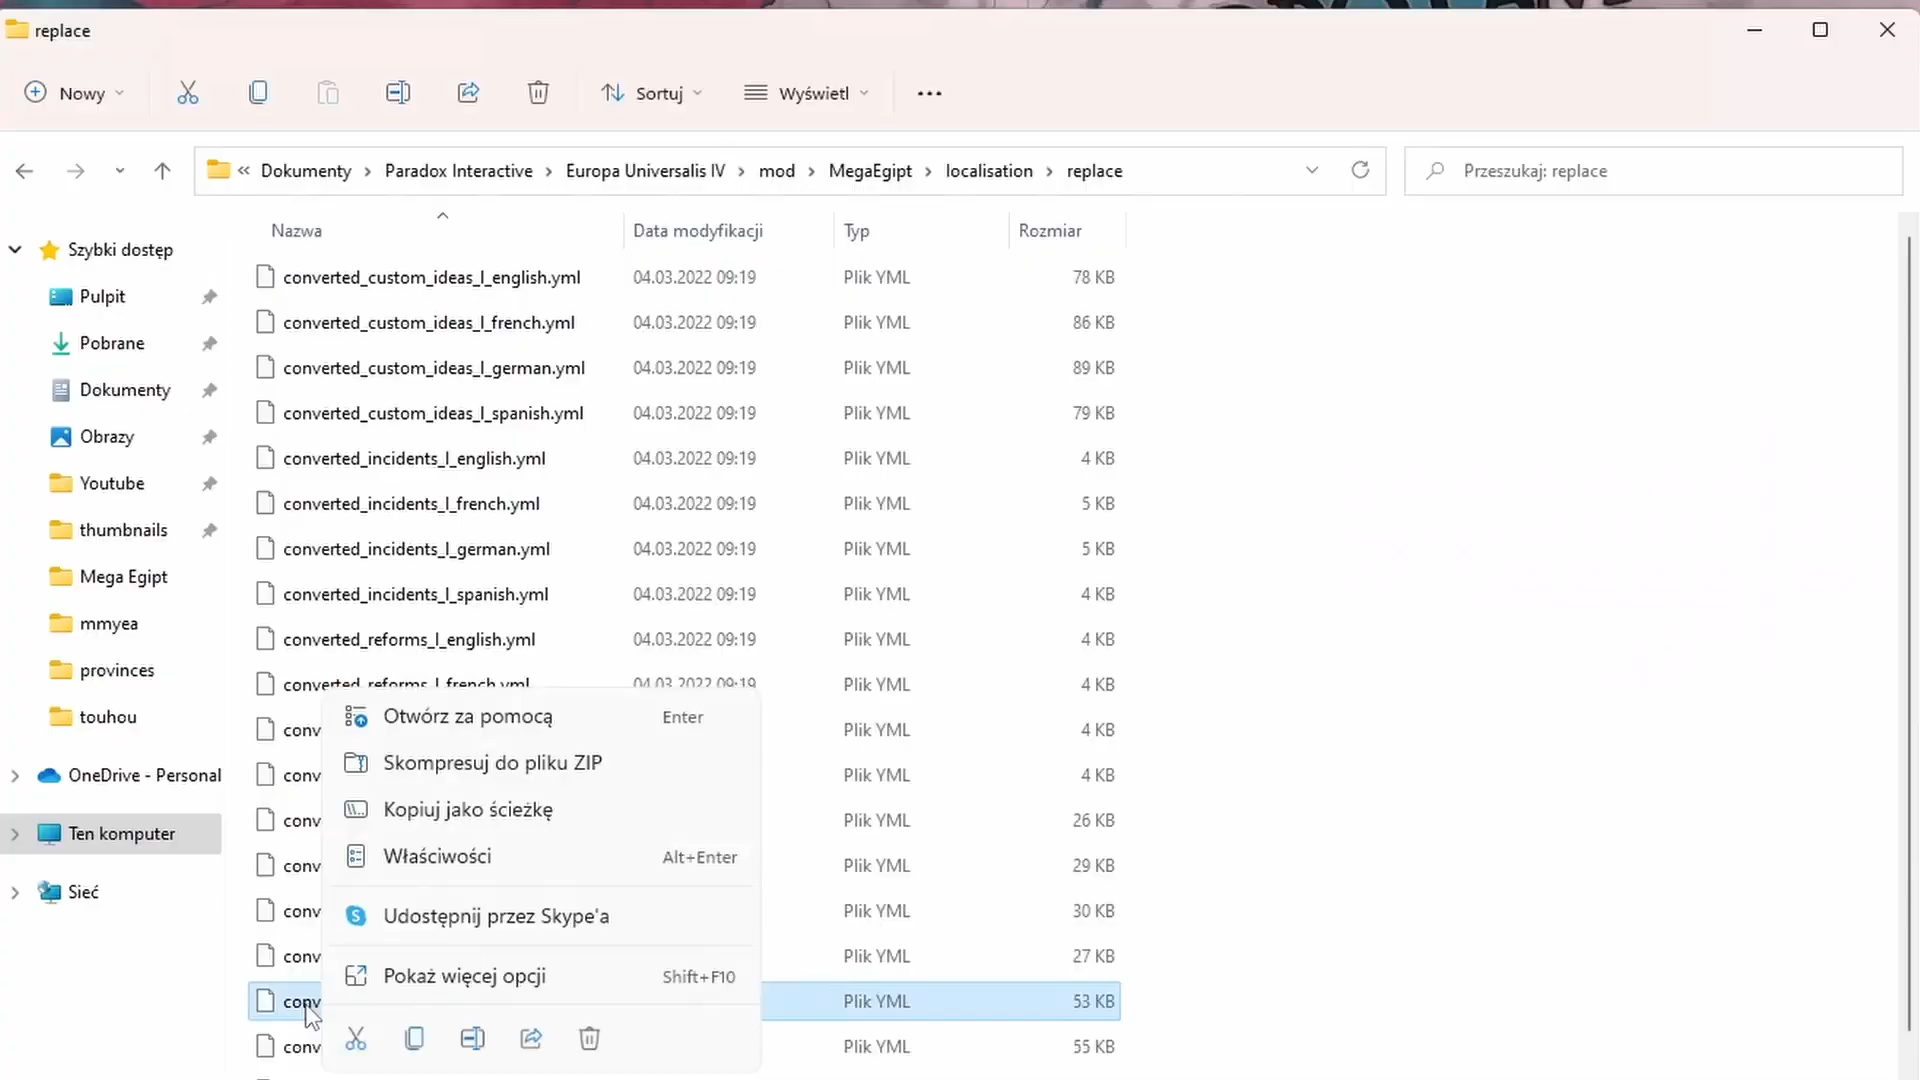 replace
Nowy
Sortuj
Wyświetl
« Dokumenty > Paradox Interactive > Europa Universalis IV > mod > MegaEgipt > localisation > replace
Przeszukaj: replace
Nazwa Data modyfikacji Typ Rozmiar
Szybki dostęp
Pulpit
Pobrane
Dokumenty
Obrazy
Youtube
thumbnails
Mega Egipt
mmyea
provinces
touhou
OneDrive - Personal
Ten komputer
Sieć
converted_custom_ideas_l_english.yml 04.03.2022 09:19 Plik YML 78 KB
converted_custom_ideas_l_french.yml 04.03.2022 09:19 Plik YML 86 KB
converted_custom_ideas_l_german.yml 04.03.2022 09:19 Plik YML 89 KB
converted_custom_ideas_l_spanish.yml 04.03.2022 09:19 Plik YML 79 KB
converted_incidents_l_english.yml 04.03.2022 09:19 Plik YML 4 KB
converted_incidents_l_french.yml 04.03.2022 09:19 Plik YML 5 KB
converted_incidents_l_german.yml 04.03.2022 09:19 Plik YML 5 KB
converted_incidents_l_spanish.yml 04.03.2022 09:19 Plik YML 4 KB
converted_reforms_l_english.yml 04.03.2022 09:19 Plik YML 4 KB
converted_reforms_l_french.yml 04.03.2022 09:19 Plik YML 4 KB
conv Plik YML 4 KB
conv Plik YML 4 KB
conv Plik YML 26 KB
conv Plik YML 29 KB
conv Plik YML 30 KB
conv Plik YML 27 KB
conv Plik YML 53 KB
conv Plik YML 55 KB
Otwórz za pomocą Enter
Skompresuj do pliku ZIP
Kopiuj jako ścieżkę
Właściwości Alt+Enter
Udostępnij przez Skype'a
Pokaż więcej opcji Shift+F10